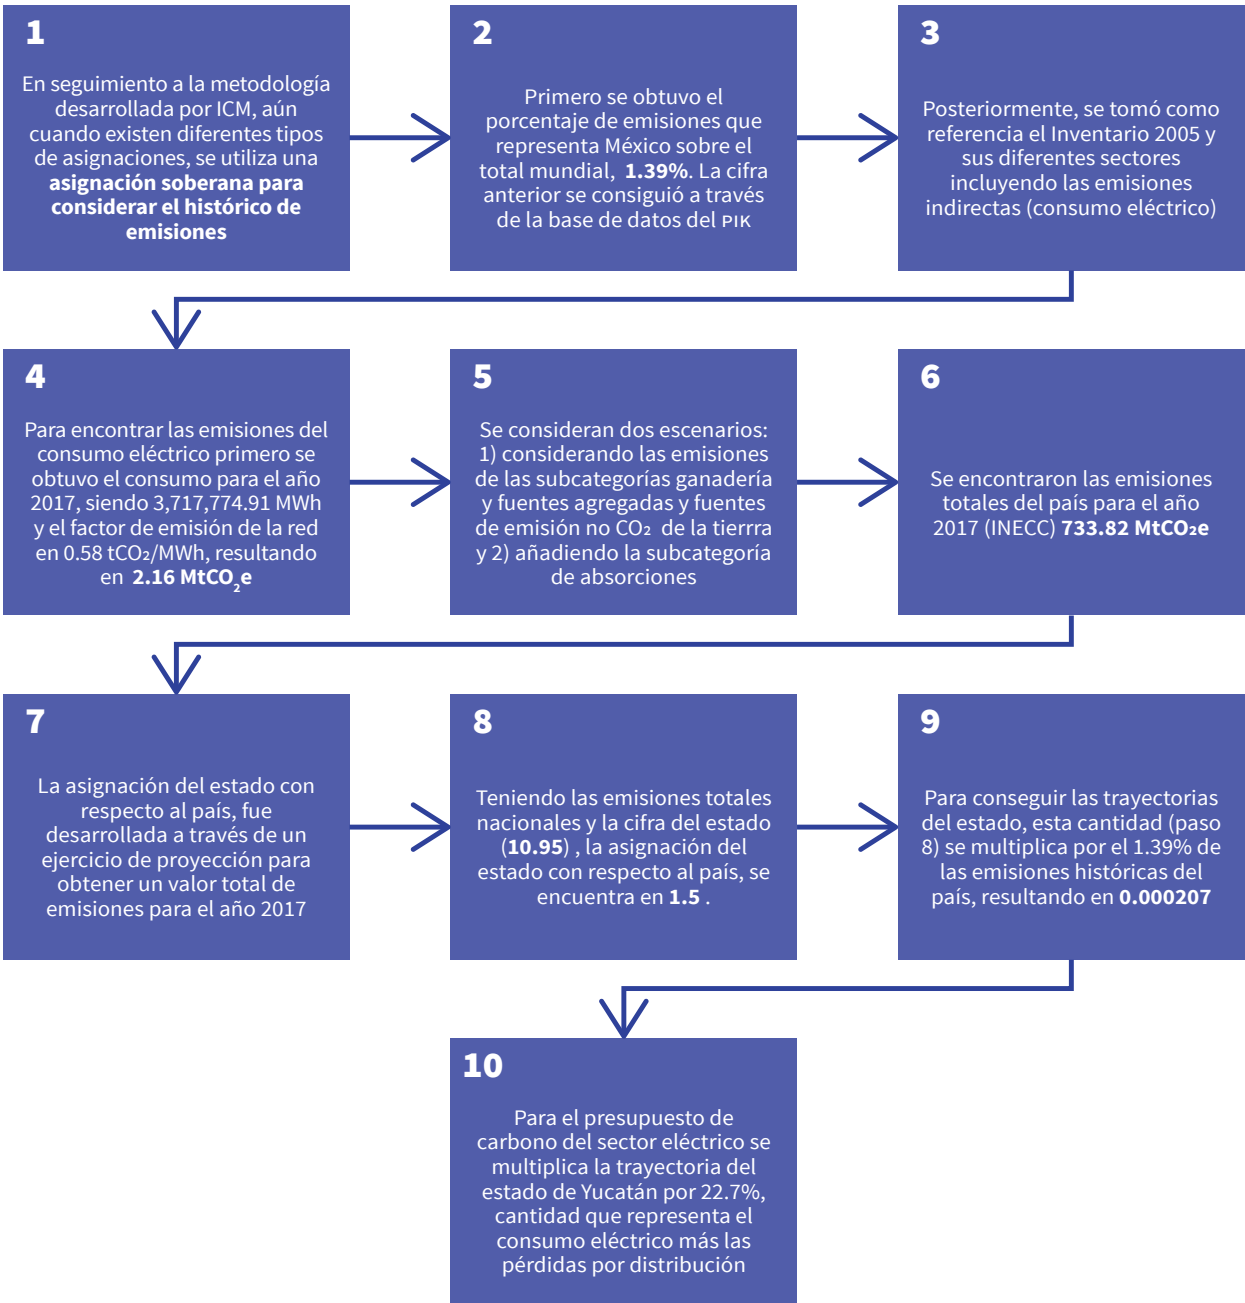 1
En seguimiento a la metodología
desarrollada por ICM, aún
cuando existen diferentes tipos
de asignaciones, se utiliza una
asignación soberana para
considerar el histórico de
emisiones
2
Primero se obtuvo el
porcentaje de emisiones que
representa México sobre el
total mundial, 1.39%. La cifra
anterior se consiguió a través
de la base de datos del PIK
3
Posteriormente, se tomó como
referencia el Inventario 2005 y
sus diferentes sectores
incluyendo las emisiones
indirectas (consumo eléctrico)
4
Para encontrar las emisiones del
consumo eléctrico primero se
obtuvo el consumo para el año
2017, siendo 3,717,774.91 MWh
y el factor de emisión de la red
en 0.58 tCO₂/MWh, resultando
en 2.16 MtCO₂e
5
Se consideran dos escenarios:
1) considerando las emisiones
de las subcategorías ganadería
y fuentes agregadas y fuentes
de emisión no CO₂ de la tierrra
y 2) añadiendo la subcategoría
de absorciones
6
Se encontraron las emisiones
totales del país para el año
2017 (INECC) 733.82 MtCO₂e
7
La asignación del estado con
respecto al país, fue
desarrollada a través de un
ejercicio de proyección para
obtener un valor total de
emisiones para el año 2017
8
Teniendo las emisiones totales
nacionales y la cifra del estado
(10.95) , la asignación del
estado con respecto al país, se
encuentra en 1.5 .
9
Para conseguir las trayectorias
del estado, esta cantidad (paso
8) se multiplica por el 1.39% de
las emisiones históricas del
país, resultando en 0.000207
10
Para el presupuesto de
carbono del sector eléctrico se
multiplica la trayectoria del
estado de Yucatán por 22.7%,
cantidad que representa el
consumo eléctrico más las
pérdidas por distribución